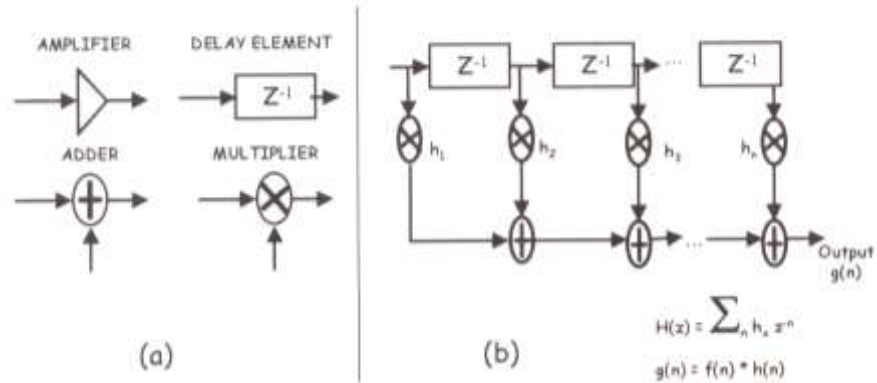 AMPLIFIER
DELAY ELEMENT
Z⁻¹
ADDER
MULTIPLIER
(a)
Z⁻¹ Z⁻¹ ... Z⁻¹
h₁ h₂ h₃ hₙ
...
Output
g(n)
H(z) = ∑ₙ hₙ z⁻ⁿ
g(n) = f(n) * h(n)
(b)